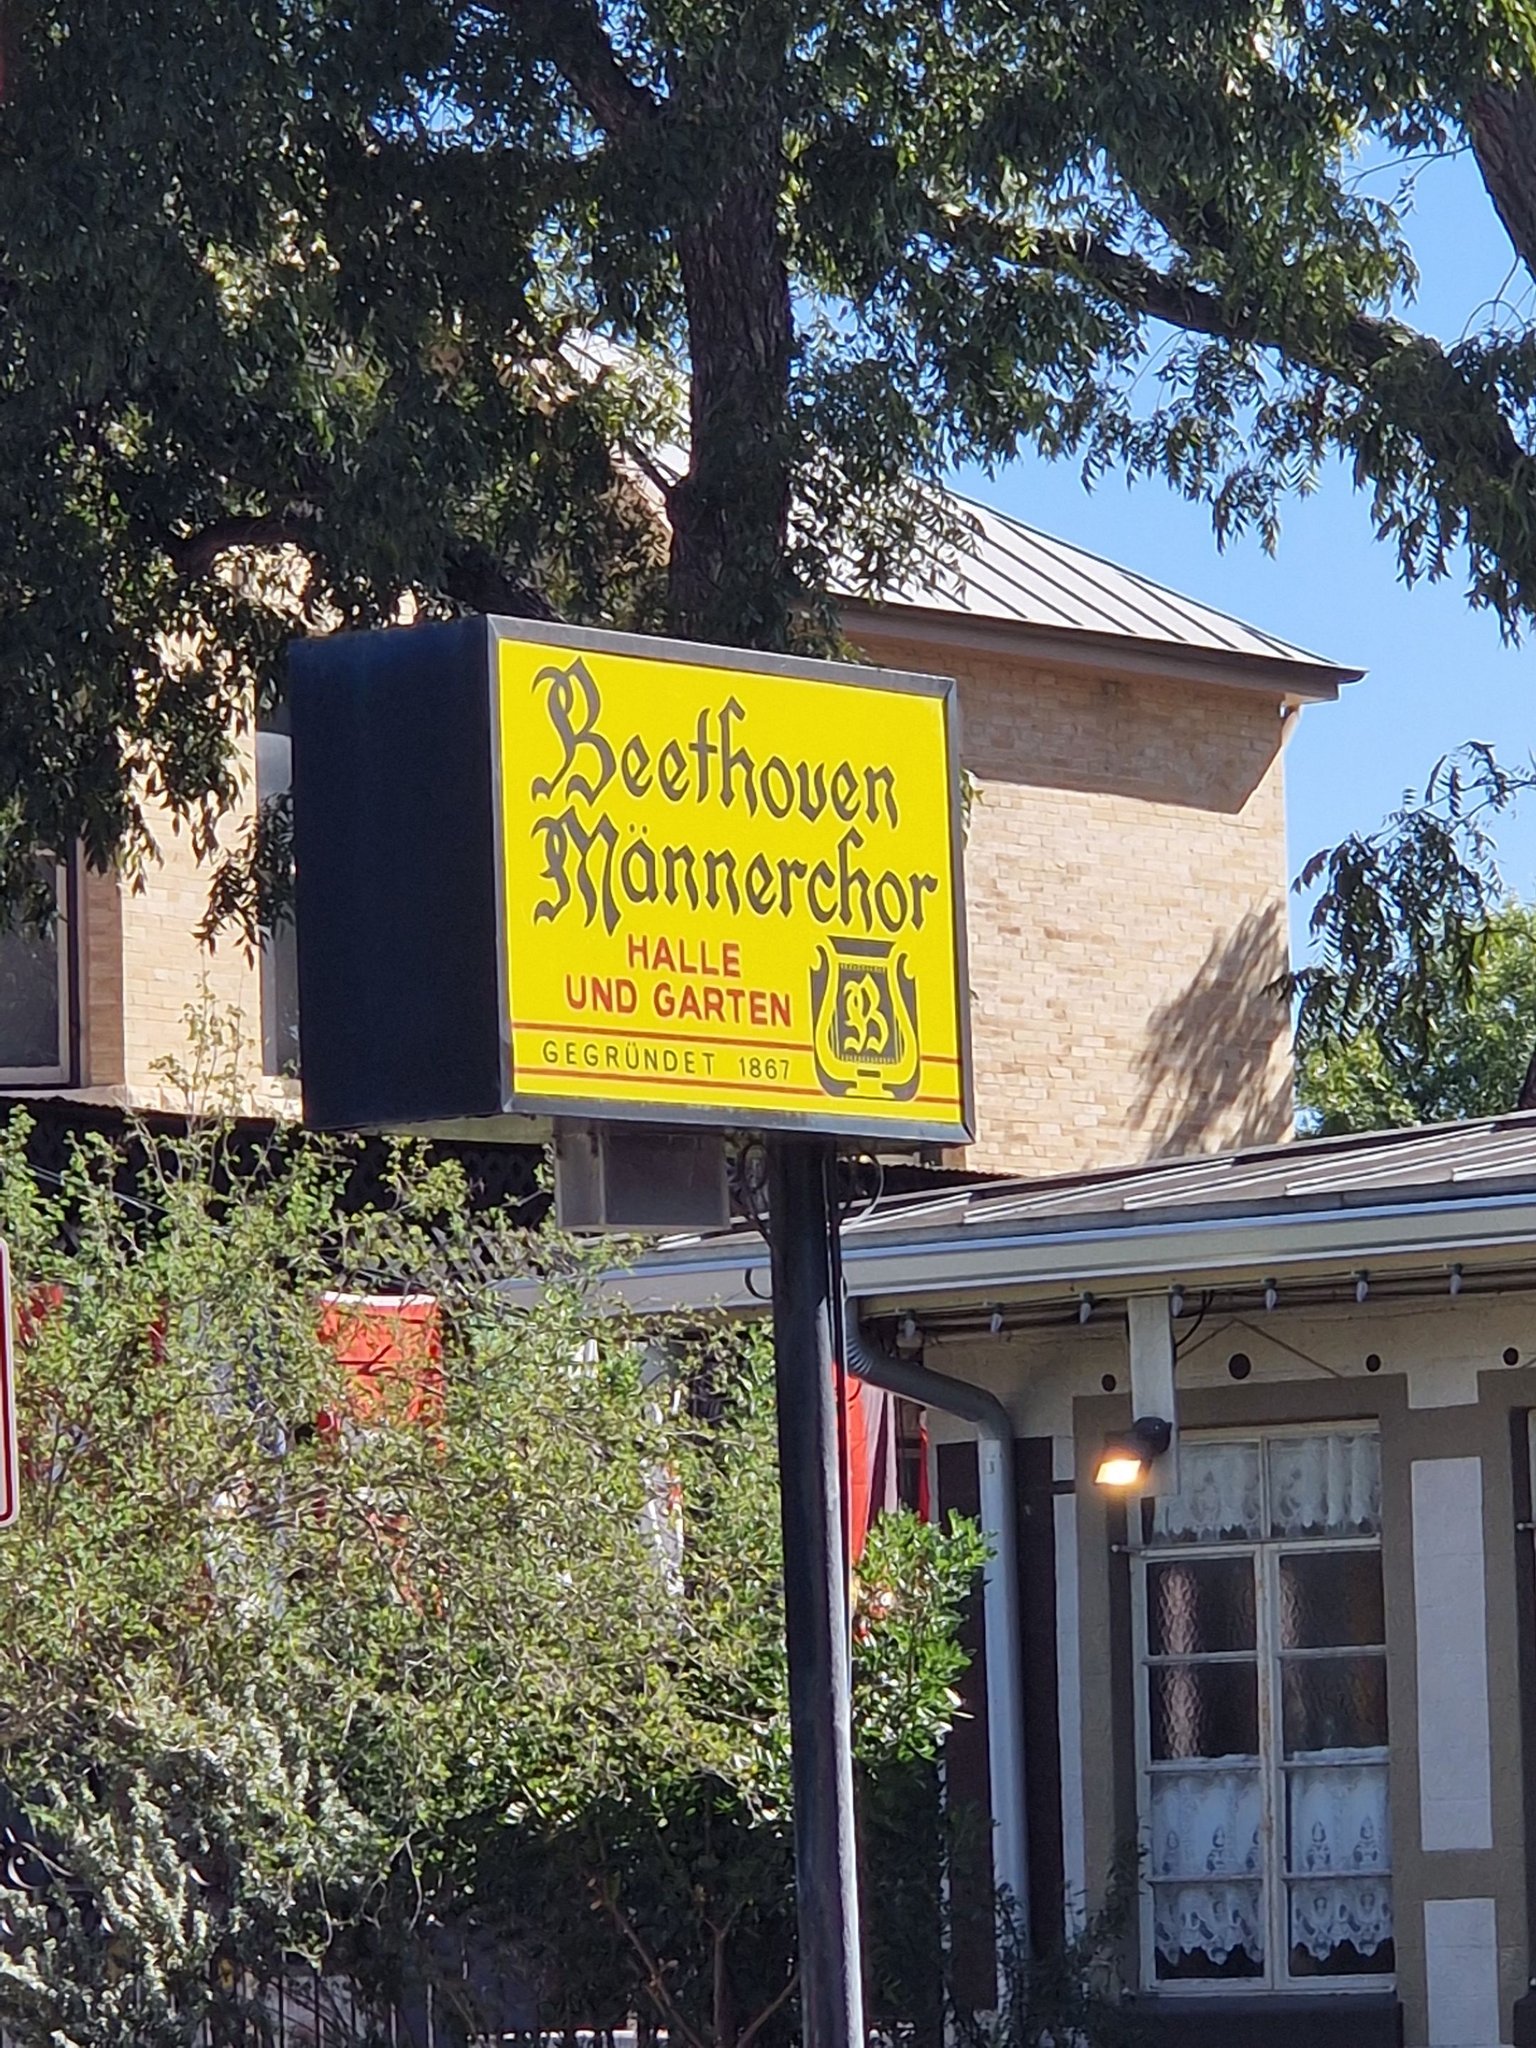 Beethoven
Männerchor
HALLE
UND GARTEN
B
GEGRÜNDET 1867